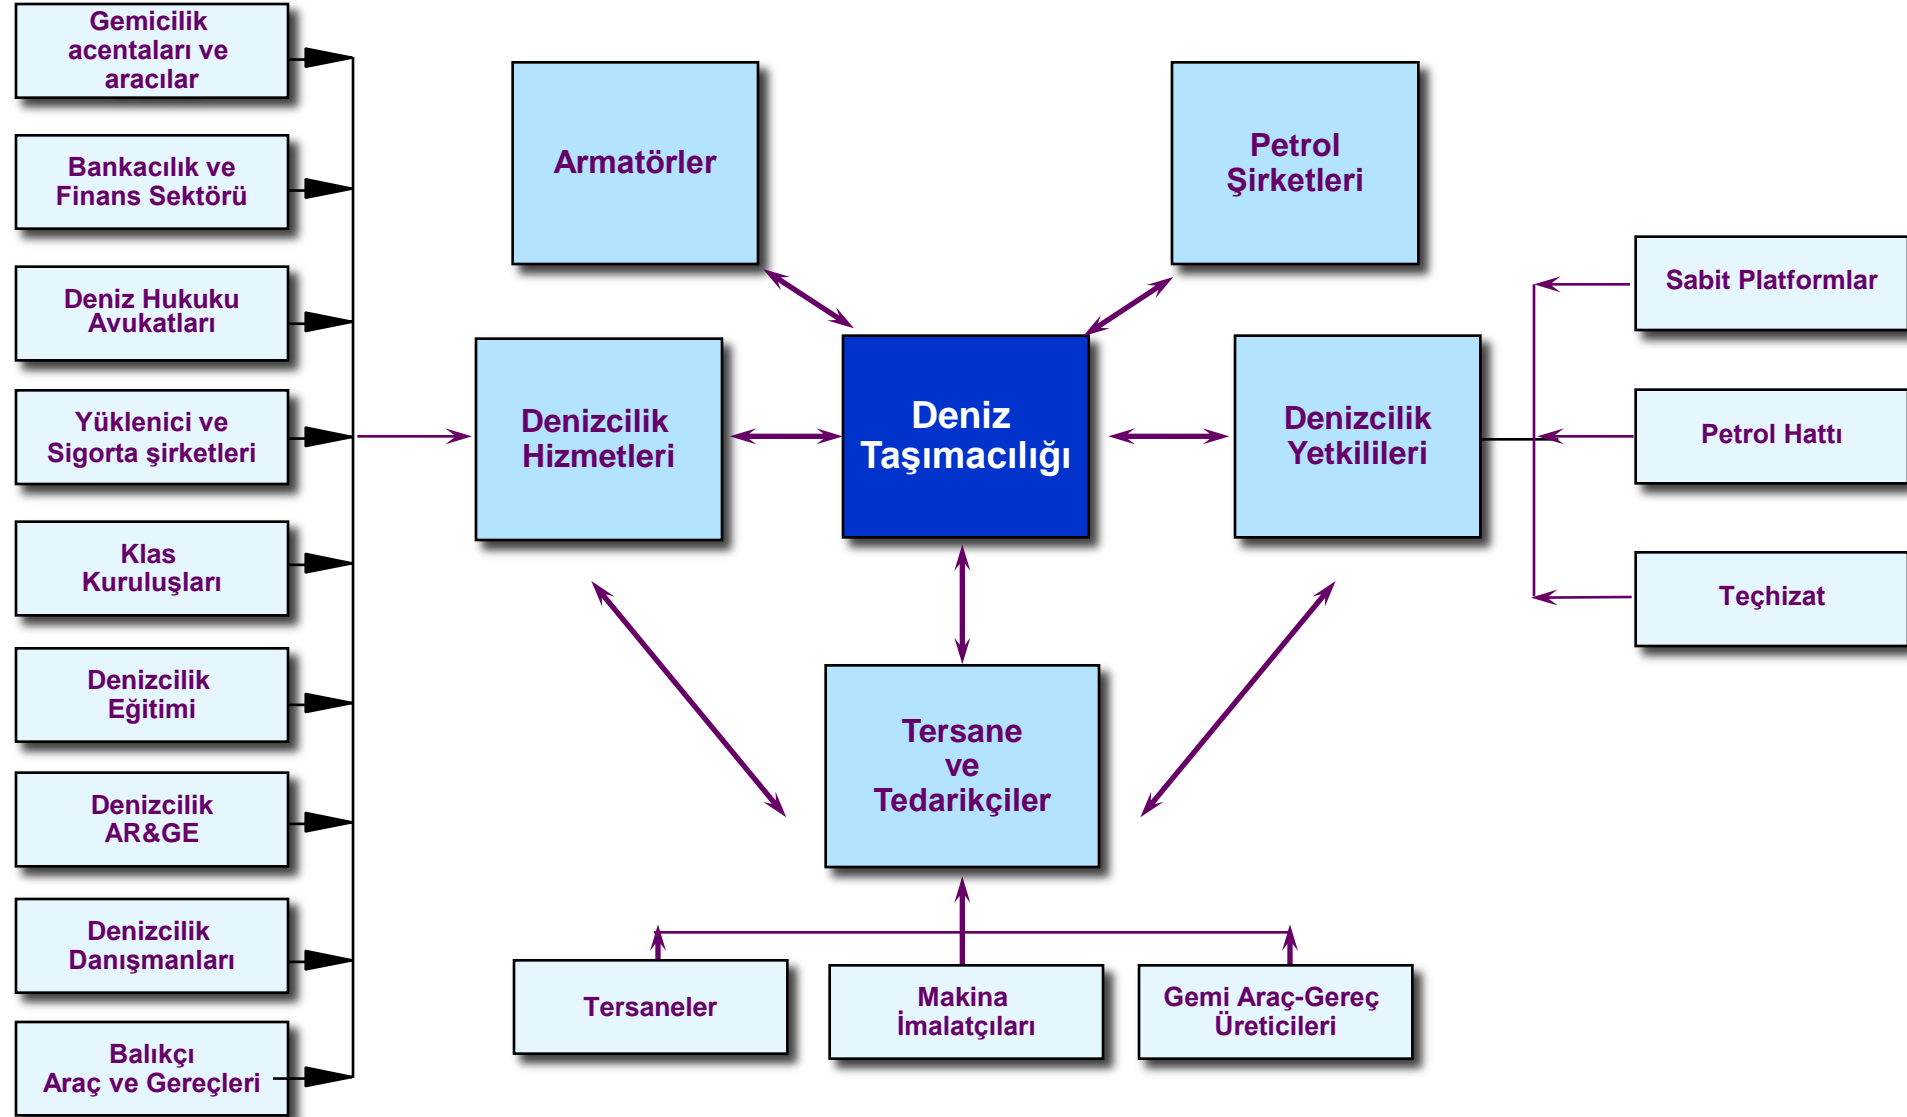 Gemicilik
acentaları ve
aracılar
Bankacılık ve
Finans Sektörü
Deniz Hukuku
Avukatları
Yüklenici ve
Sigorta şirketleri
Klas
Kuruluşları
Denizcilik
Eğitimi
Denizcilik
AR&GE
Denizcilik
Danışmanları
Balıkçı
Araç ve Gereçleri
Armatörler
Petrol
Şirketleri
Denizcilik
Hizmetleri
Deniz
Taşımacılığı
Denizcilik
Yetkilileri
Tersane
ve
Tedarikçiler
Tersaneler
Makina
İmalatçıları
Gemi Araç-Gereç
Üreticileri
Sabit Platformlar
Petrol Hattı
Teçhizat